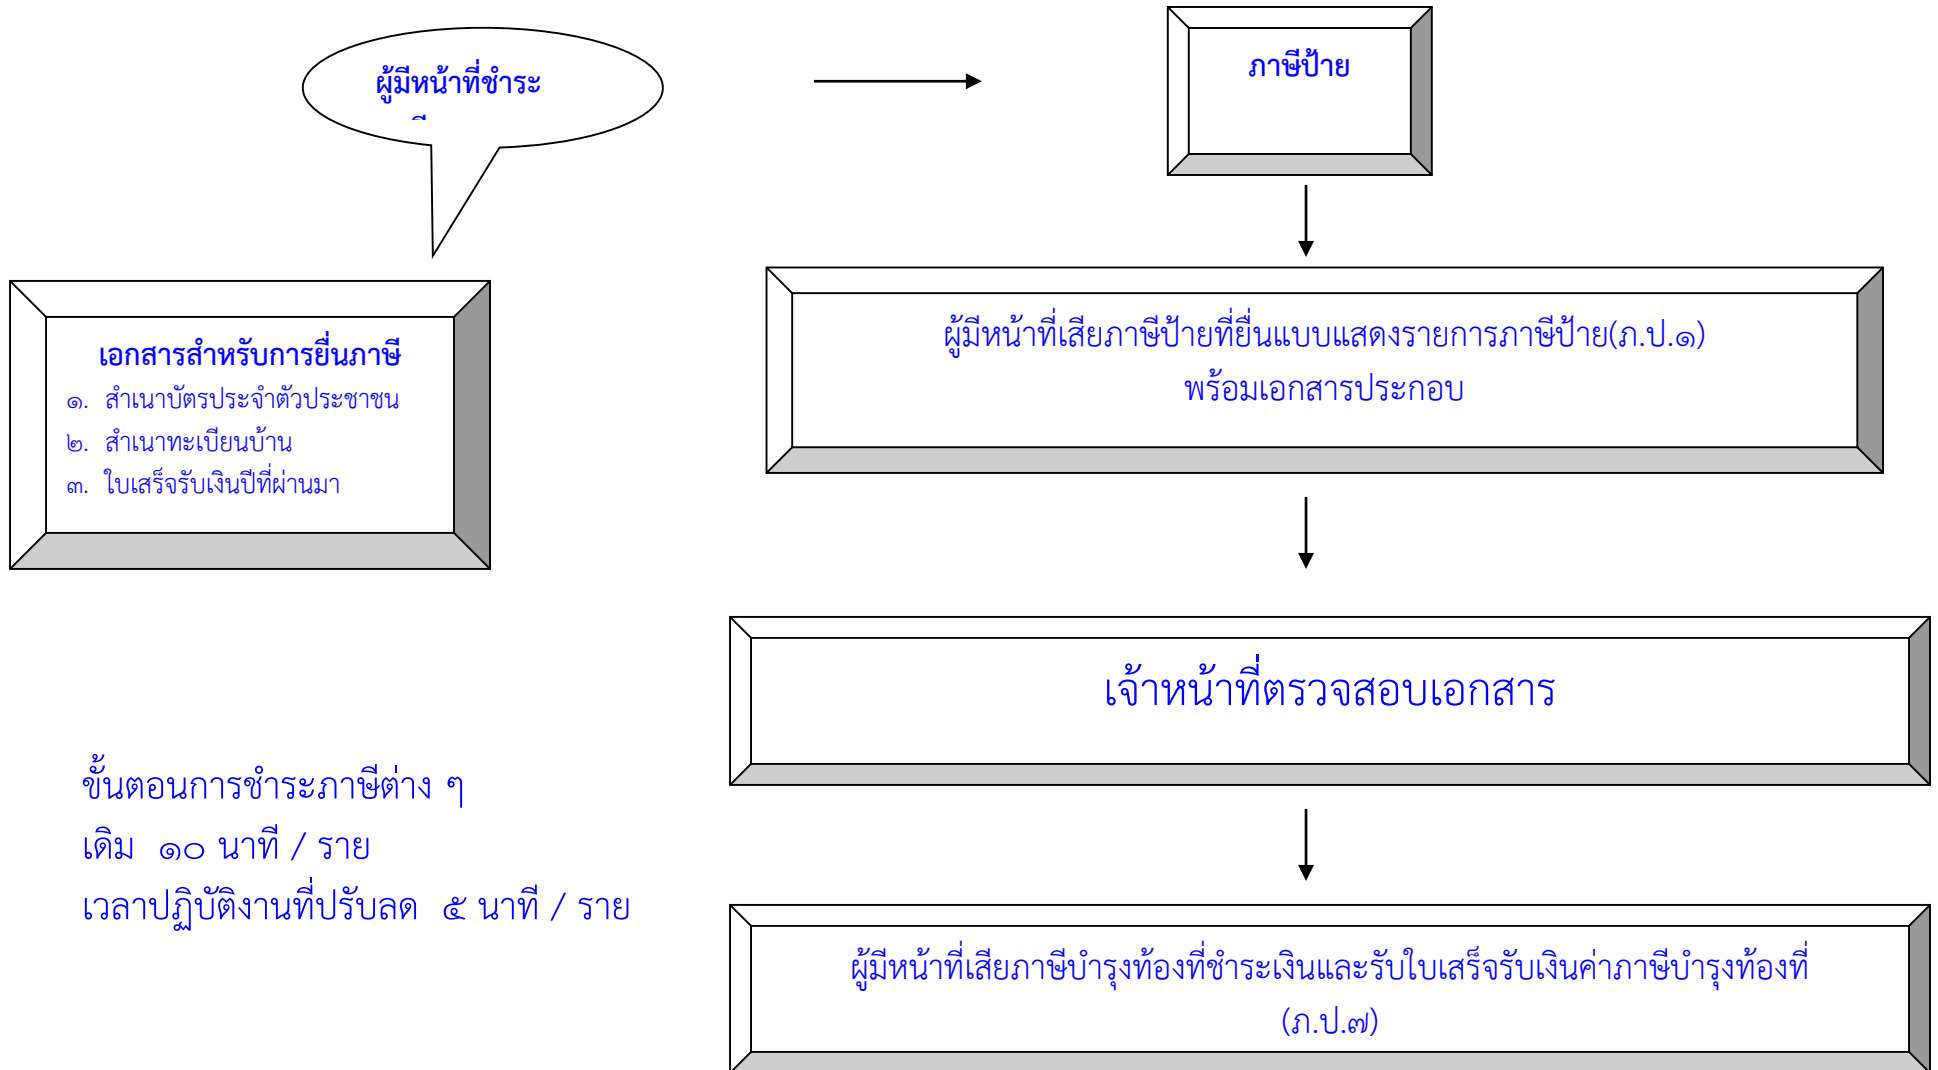 ผู้มีหน้าที่ชำระ
ภาษีป้าย
เอกสารสำหรับการยื่นภาษี
๑. สำเนาบัตรประจำตัวประชาชน
๒. สำเนาทะเบียนบ้าน
๓. ใบเสร็จรับเงินปีที่ผ่านมา
ผู้มีหน้าที่เสียภาษีป้ายที่ยื่นแบบแสดงรายการภาษีป้าย(ภ.ป.๑)
พร้อมเอกสารประกอบ
เจ้าหน้าที่ตรวจสอบเอกสาร
ขั้นตอนการชำระภาษีต่าง ๆ
เดิม ๑๐ นาที / ราย
เวลาปฏิบัติงานที่ปรับลด ๕ นาที / ราย
ผู้มีหน้าที่เสียภาษีบำรุงท้องที่ชำระเงินและรับใบเสร็จรับเงินค่าภาษีบำรุงท้องที่
(ภ.ป.๗)